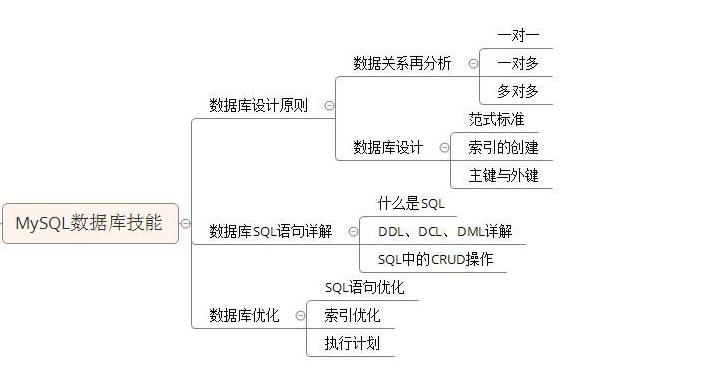 MySQL数据库技能
数据库设计原则
数据关系再分析
一对一
一对多
多对多
数据库设计
范式标准
索引的创建
主键与外键
数据库SQL语句详解
什么是SQL
DDL、DCL、DML详解
SQL中的CRUD操作
数据库优化
SQL语句优化
索引优化
执行计划